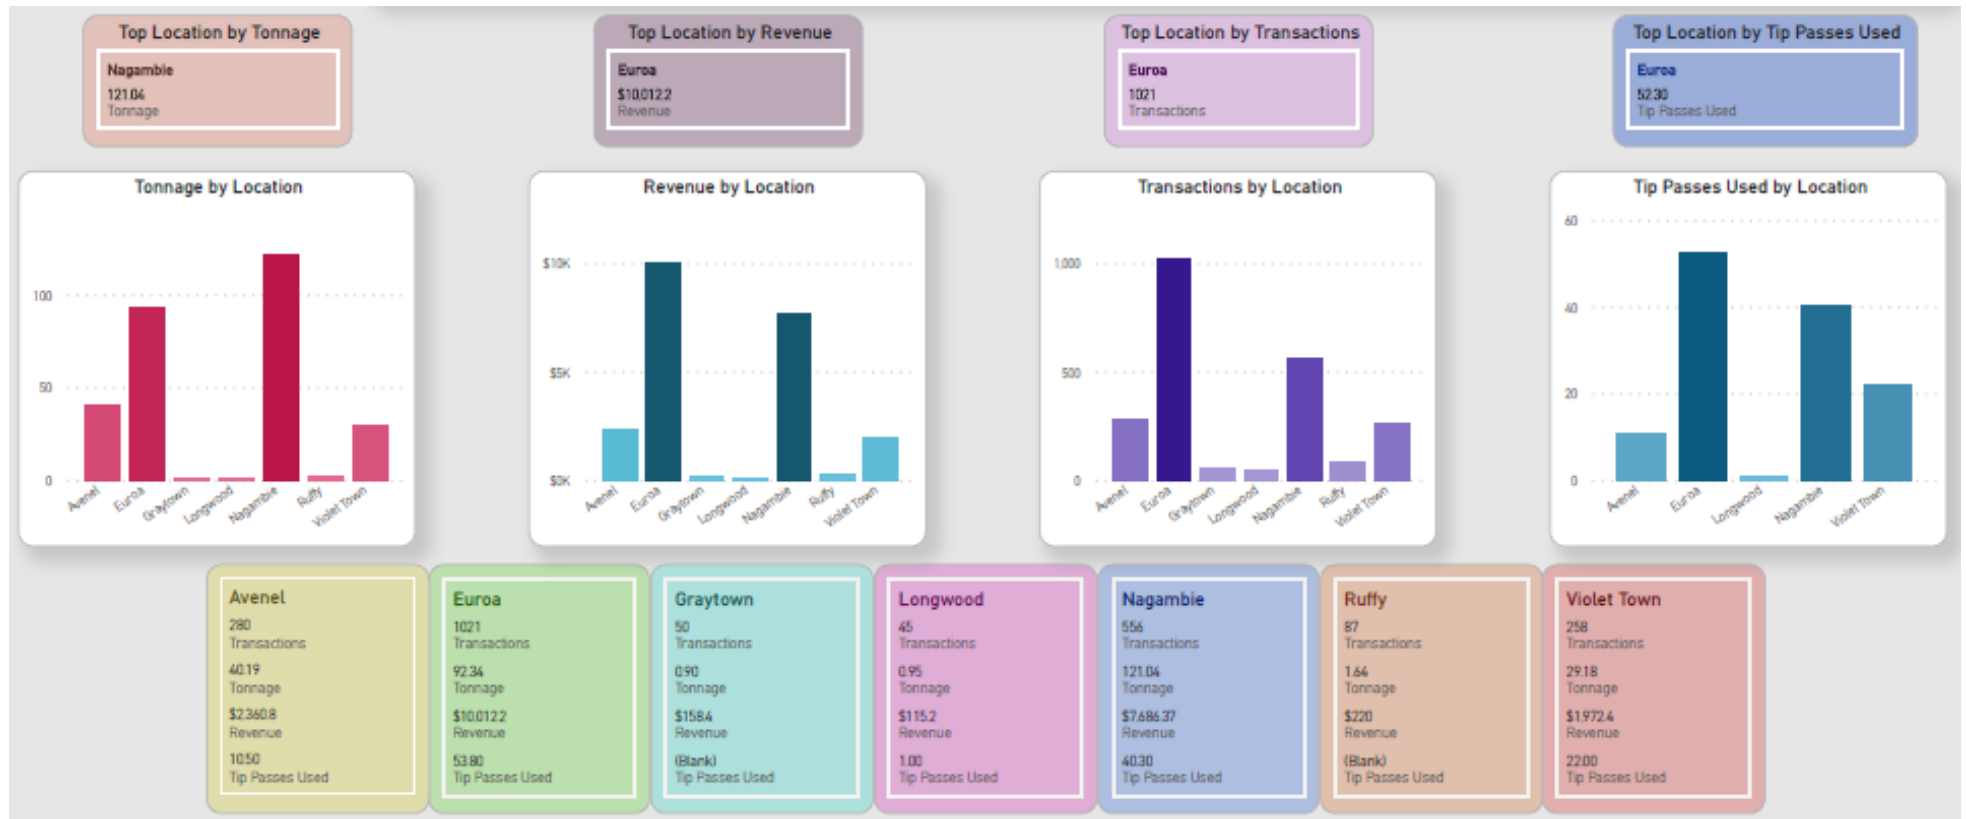 Top Location by Tonnage
Nagambie
121.04
Tonnage
Top Location by Revenue
Euroa
$10,012.2
Revenue
Top Location by Transactions
Euroa
1021
Transactions
Top Location by Tip Passes Used
Euroa
52.30
Tip Passes Used
Tonnage by Location
100
50
0
Avenel
Euroa
Graytown
Longwood
Nagambie
Ruffy
Violet Town
Revenue by Location
$10K
$5K
$0K
Avenel
Euroa
Graytown
Longwood
Nagambie
Ruffy
Violet Town
Transactions by Location
1,000
500
0
Avenel
Euroa
Graytown
Longwood
Nagambie
Ruffy
Violet Town
Tip Passes Used by Location
60
40
20
0
Avenel
Euroa
Longwood
Nagambie
Violet Town
Avenel
280
Transactions
40.19
Tonnage
$2,360.8
Revenue
10.50
Tip Passes Used
Euroa
1021
Transactions
92.34
Tonnage
$10,012.2
Revenue
53.80
Tip Passes Used
Graytown
50
Transactions
0.90
Tonnage
$158.4
Revenue
(Blank)
Tip Passes Used
Longwood
45
Transactions
0.95
Tonnage
$115.2
Revenue
1.00
Tip Passes Used
Nagambie
556
Transactions
121.04
Tonnage
$7,686.37
Revenue
40.30
Tip Passes Used
Ruffy
87
Transactions
1.64
Tonnage
$220
Revenue
(Blank)
Tip Passes Used
Violet Town
258
Transactions
29.18
Tonnage
$1,972.4
Revenue
22.00
Tip Passes Used